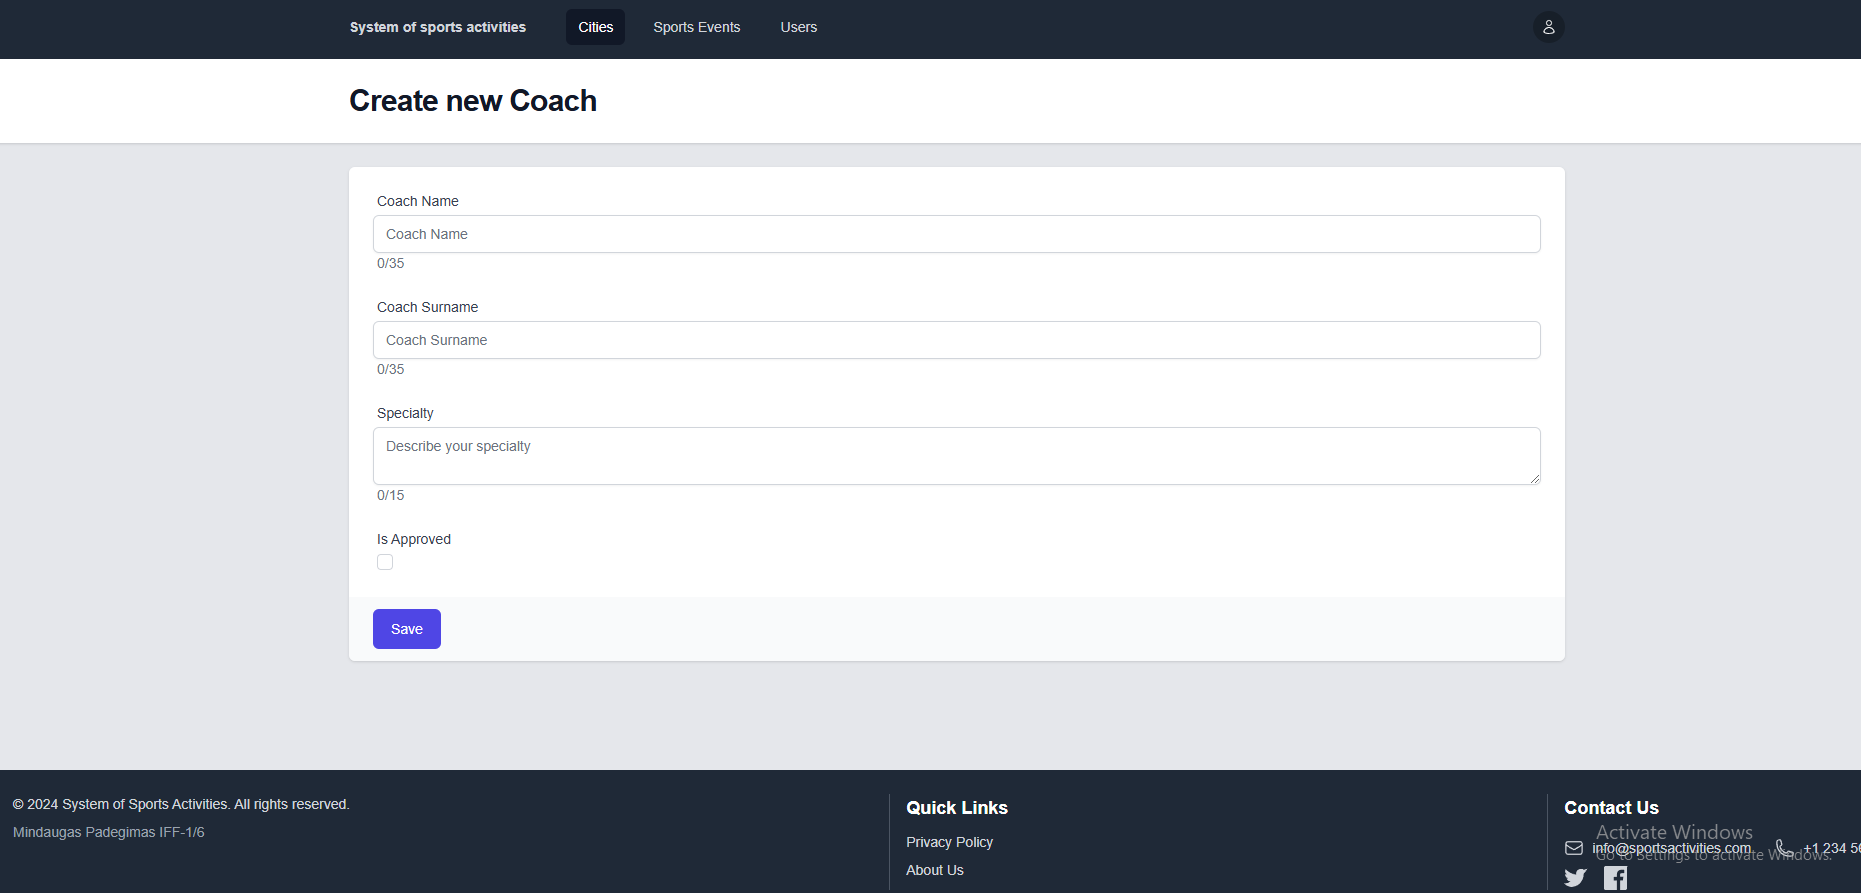 System of sports activities Cities Sports Events Users
Create new Coach
Coach Name
Coach Name
0/35
Coach Surname
Coach Surname
0/35
Specialty
Describe your specialty
0/15
Is Approved
Save
© 2024 System of Sports Activities. All rights reserved.
Mindaugas Padegimas IFF-1/6
Quick Links
Privacy Policy
About Us
Contact Us
info@sportsactivities.com +1 234 56
Activate Windows
Go to Settings to activate Windows.